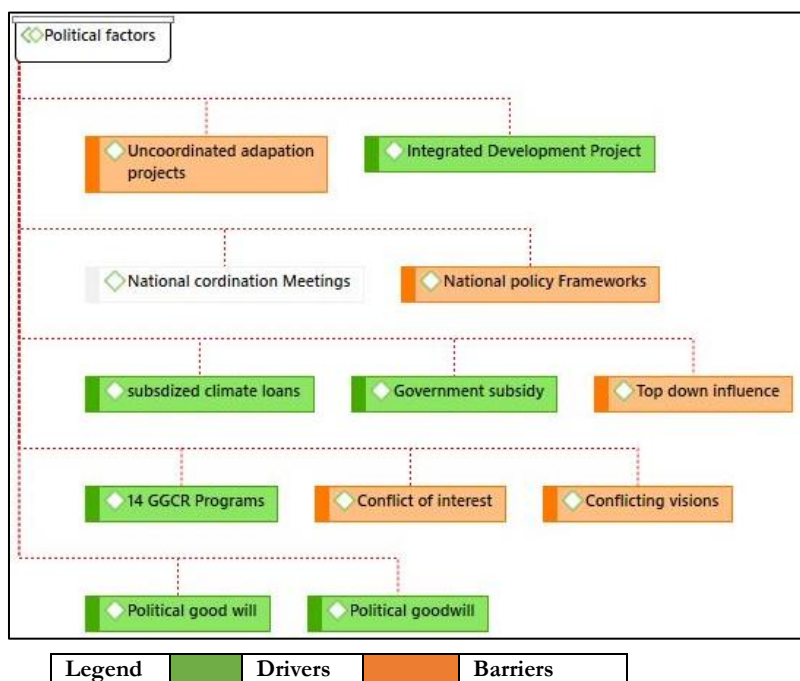 Political factors
Uncoordinated adapation
projects
Integrated Development Project
National cordination Meetings
National policy Frameworks
subsdized climate loans
Government subsidy
Top down influence
14 GGCR Programs
Conflict of interest
Conflicting visions
Political good will
Political goodwill
Legend Drivers Barriers